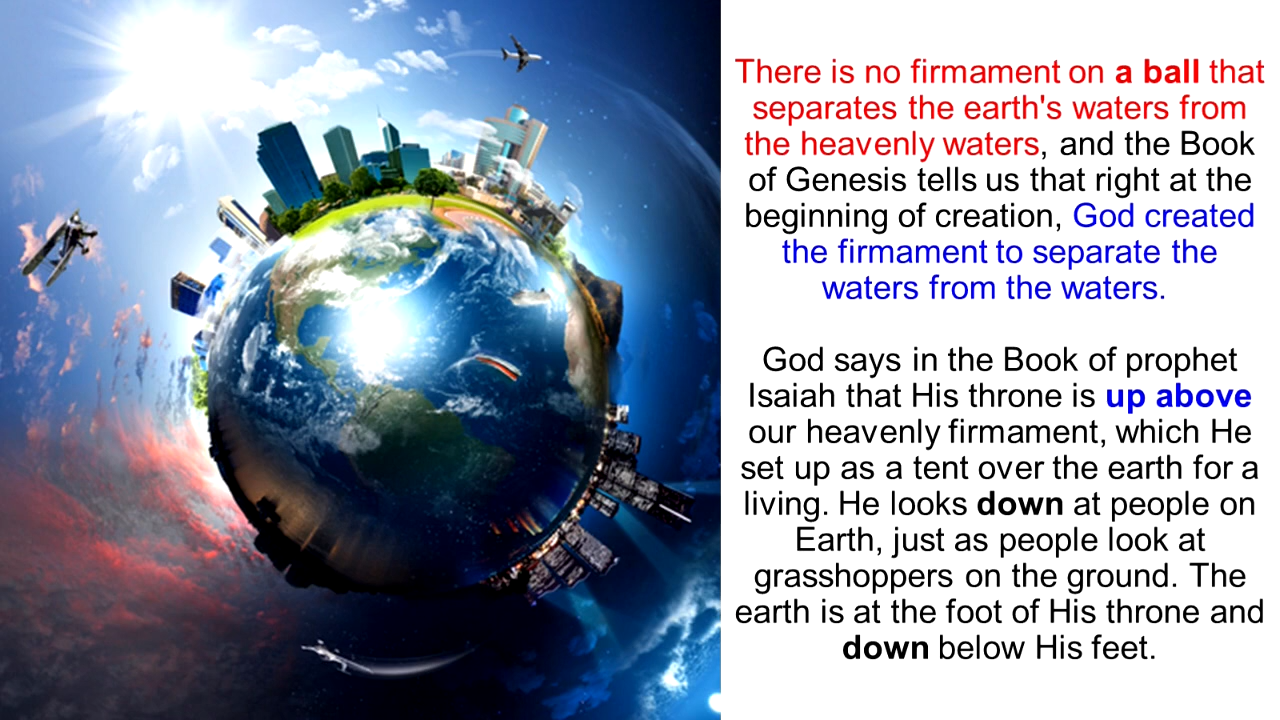 There is no firmament on a ball that
separates the earth's waters from
the heavenly waters, and the Book
of Genesis tells us that right at the
beginning of creation, God created
the firmament to separate the
waters from the waters.
God says in the Book of prophet
Isaiah that His throne is up above
our heavenly firmament, which He
set up as a tent over the earth for a
living. He looks down at people on
Earth, just as people look at
grasshoppers on the ground. The
earth is at the foot of His throne and
down below His feet.